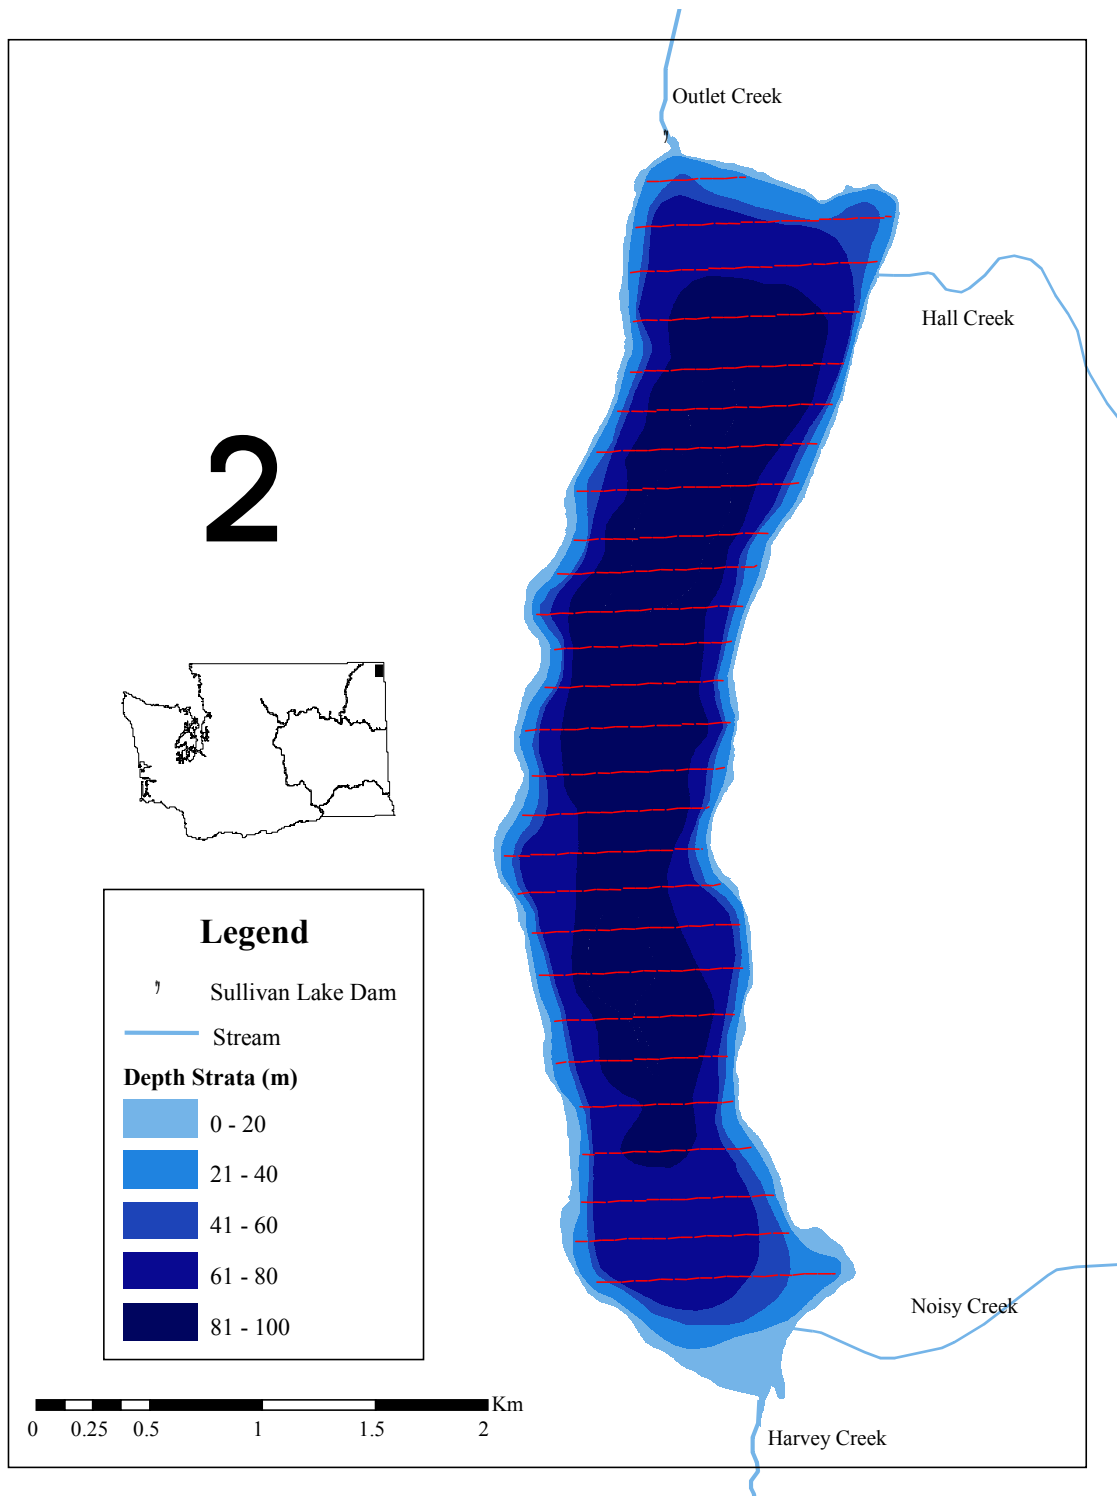 Outlet Creek
Hall Creek
2
Legend
Sullivan Lake Dam
Stream
Depth Strata (m)
0 - 20
21 - 40
41 - 60
61 - 80
81 - 100
Noisy Creek
Km
0 0.25 0.5 1 1.5 2
Harvey Creek